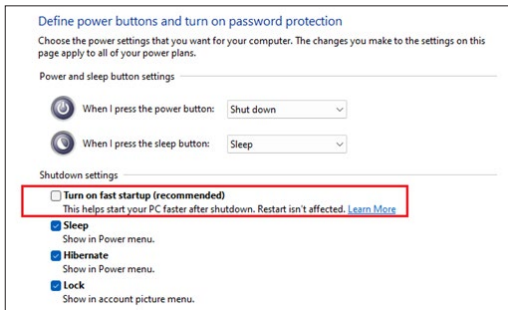 Define power buttons and turn on password protection
Choose the power settings that you want for your computer. The changes you make to the settings on this
page apply to all of your power plans.
Power and sleep button settings
When I press the power button: Shut down
When I press the sleep button: Sleep
Shutdown settings
Turn on fast startup (recommended)
This helps start your PC faster after shutdown. Restart isn't affected. Learn More
Sleep
Show in Power menu.
Hibernate
Show in Power menu.
Lock
Show in account picture menu.